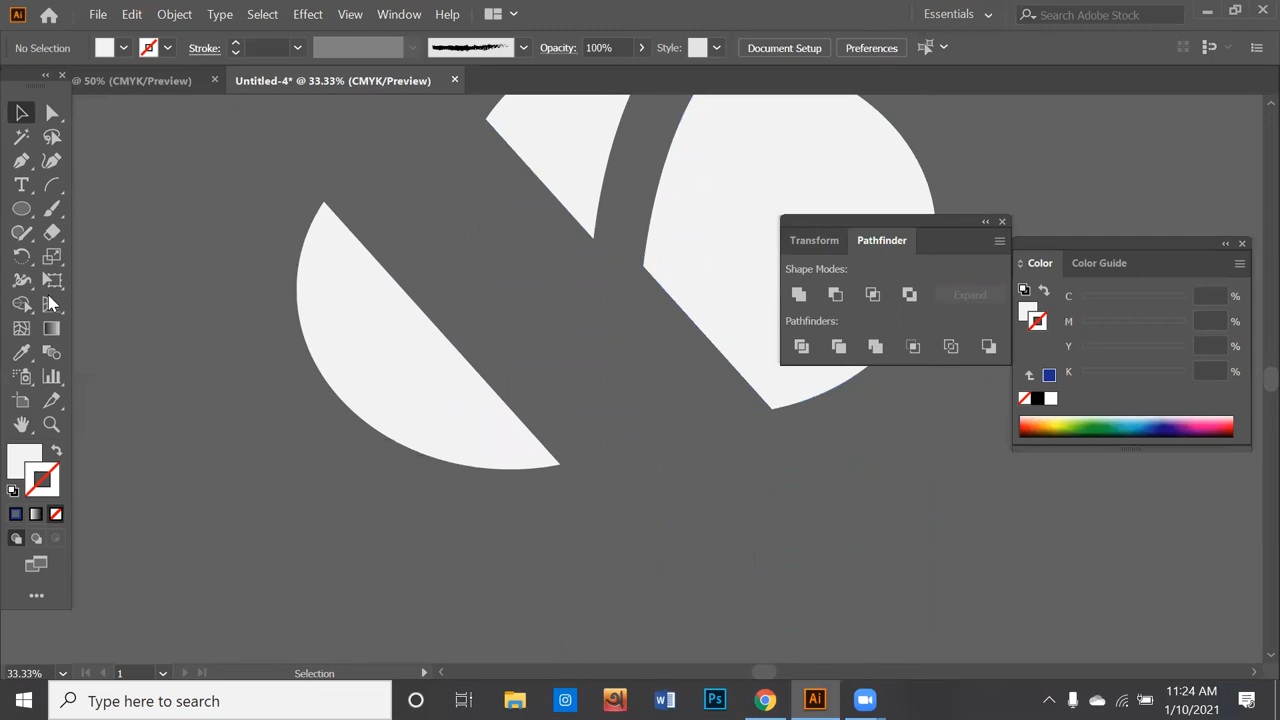 Ai File Edit Object Type Select Effect View Window Help Essentials Search Adobe Stock
No Selection Stroke: Opacity: 100% Style: Document Setup Preferences
@ 50% (CMYK/Preview) Untitled-4* @ 33.33% (CMYK/Preview)
Transform Pathfinder
Shape Modes:
Expand
Pathfinders:
Color Color Guide
C %
M %
Y %
K %
33.33% 1 Selection
Type here to search
11:24 AM
1/10/2021